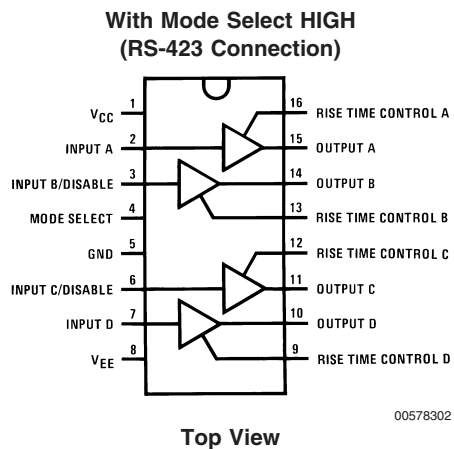 With Mode Select HIGH
(RS-423 Connection)
1 16
VCC RISE TIME CONTROL A
2 15
INPUT A OUTPUT A
3 14
INPUT B/DISABLE OUTPUT B
4 13
MODE SELECT RISE TIME CONTROL B
5 12
GND RISE TIME CONTROL C
6 11
INPUT C/DISABLE OUTPUT C
7 10
INPUT D OUTPUT D
8 9
VEE RISE TIME CONTROL D
00578302
Top View